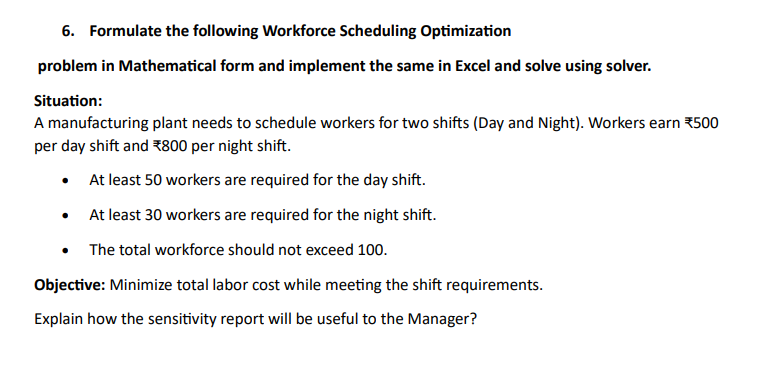 6. Formulate the following Workforce Scheduling Optimization
problem in Mathematical form and implement the same in Excel and solve using solver.
Situation:
A manufacturing plant needs to schedule workers for two shifts (Day and Night). Workers earn ₹500
per day shift and ₹800 per night shift.
• At least 50 workers are required for the day shift.
• At least 30 workers are required for the night shift.
• The total workforce should not exceed 100.
Objective: Minimize total labor cost while meeting the shift requirements.
Explain how the sensitivity report will be useful to the Manager?